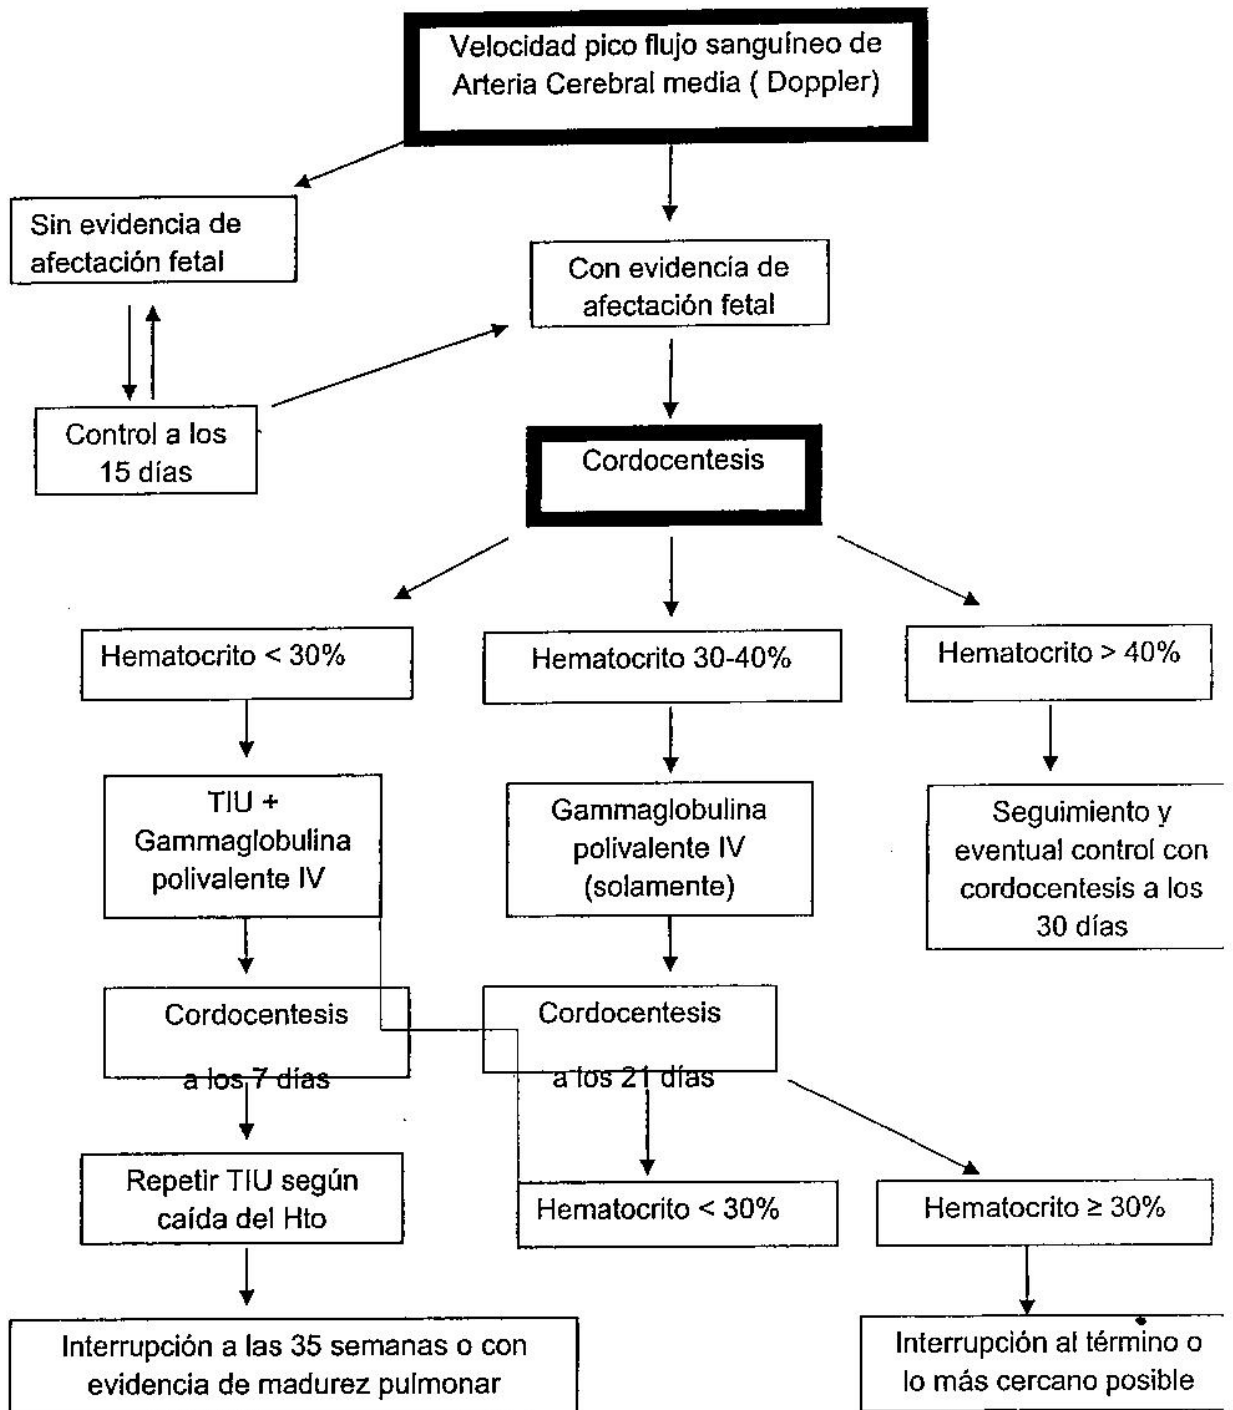 Velocidad pico flujo sanguíneo de
Arteria Cerebral media ( Doppler)
Sin evidencia de
afectación fetal
Con evidencia de
afectación fetal
Control a los
15 días
Cordocentesis
Hematocrito < 30%
Hematocrito 30-40%
Hematocrito > 40%
TIU +
Gammaglobulina
polivalente IV
Gammaglobulina
polivalente IV
(solamente)
Seguimiento y
eventual control con
cordocentesis a los
30 días
Cordocentesis
a los 7 días
Cordocentesis
a los 21 días
Repetir TIU según
caída del Hto
Hematocrito < 30%
Hematocrito ≥ 30%
Interrupción a las 35 semanas o con
evidencia de madurez pulmonar
Interrupción al término o
lo más cercano posible